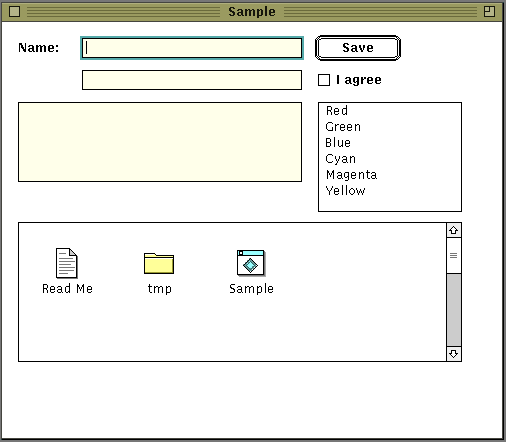 Sample
Name:
Save
I agree
Red
Green
Blue
Cyan
Magenta
Yellow
Read Me
tmp
Sample